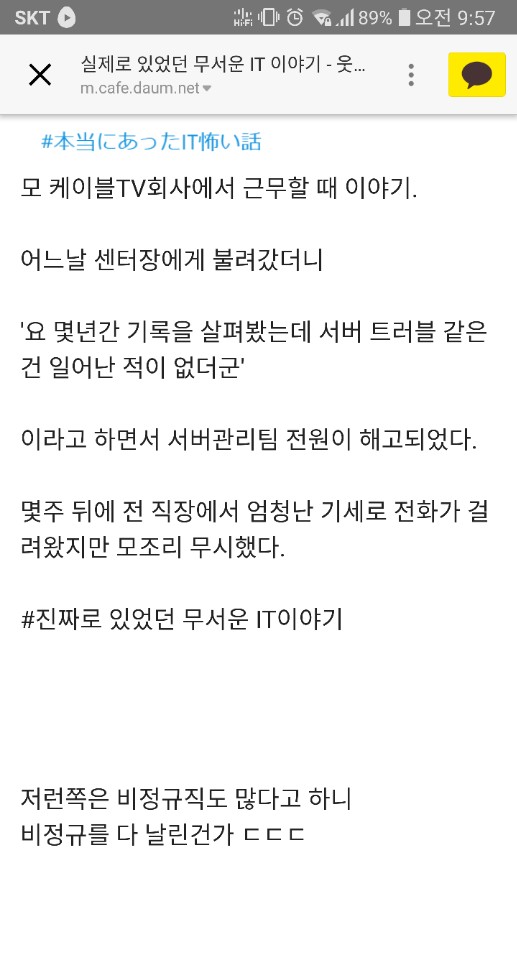 SKT 89% 오전 9:57
실제로 있었던 무서운 IT 이야기 - 웃...
m.cafe.daum.net
#本当にあったIT怖い話
모 케이블TV회사에서 근무할 때 이야기.
어느날 센터장에게 불려갔더니
'요 몇년간 기록을 살펴봤는데 서버 트러블 같은
건 일어난 적이 없더군'
이라고 하면서 서버관리팀 전원이 해고되었다.
몇주 뒤에 전 직장에서 엄청난 기세로 전화가 걸
려왔지만 모조리 무시했다.
#진짜로 있었던 무서운 IT이야기
저런쪽은 비정규직도 많다고 하니
비정규를 다 날린건가 ㄷㄷㄷ